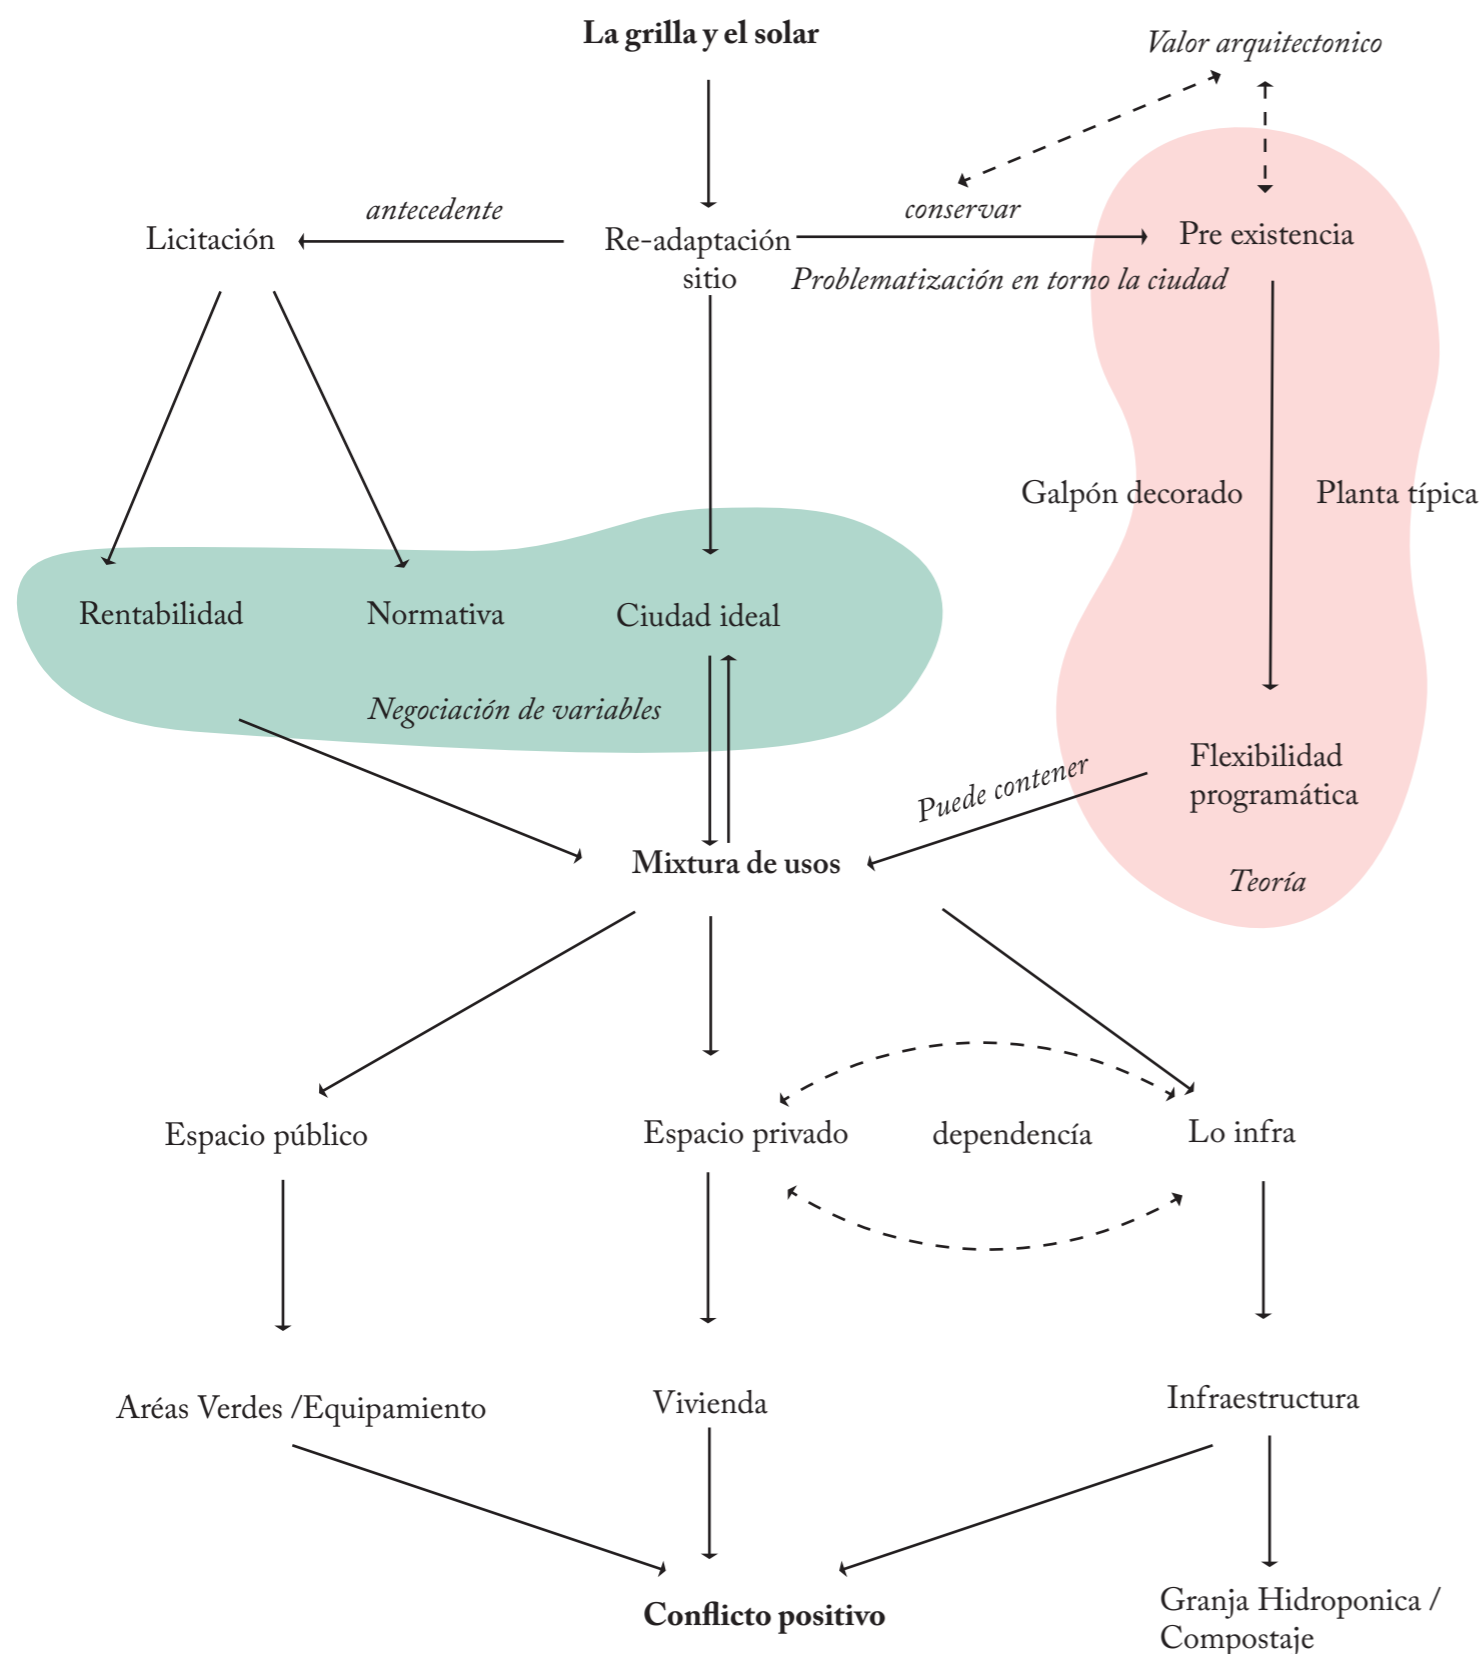 La grilla y el solar
Valor arquitectonico
antecedente
conservar
Licitación
Re-adaptación
sitio
Pre existencia
Problematización en torno la ciudad
Galpón decorado
Planta típica
Rentabilidad
Normativa
Ciudad ideal
Negociación de variables
Flexibilidad
programática
Puede contener
Mixtura de usos
Teoría
Espacio público
Espacio privado
dependencía
Lo infra
Aréas Verdes /Equipamiento
Vivienda
Infraestructura
Conflicto positivo
Granja Hidroponica /
Compostaje